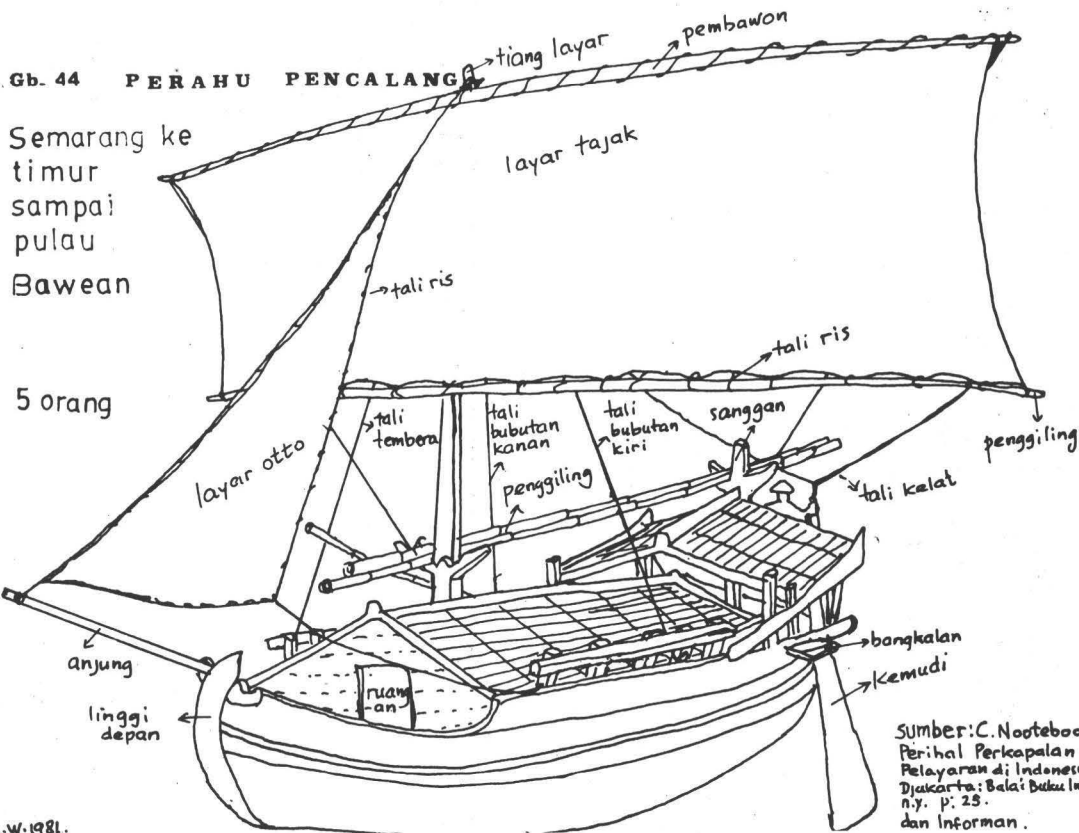 Gb. 44 PERAHU PENCALANG
Semarang ke
timur
sampai
pulau
Bawean
5 orang
tiang layar
pembawon
layar tajak
tali ris
tali ris
tali
tembera
tali
bubutan
kanan
tali
bubutan
kiri
sanggan
penggiling
layar otto
penggiling
tali kelat
anjung
linggi
depan
ruang
an
bangkalan
kemudi
Sumber: C. Nooteboo
Perihal Perkapalan
Pelayaran di Indones
Djakarta: Balai Buku In
n.y. p. 25.
dan Informan.
.W.1981.